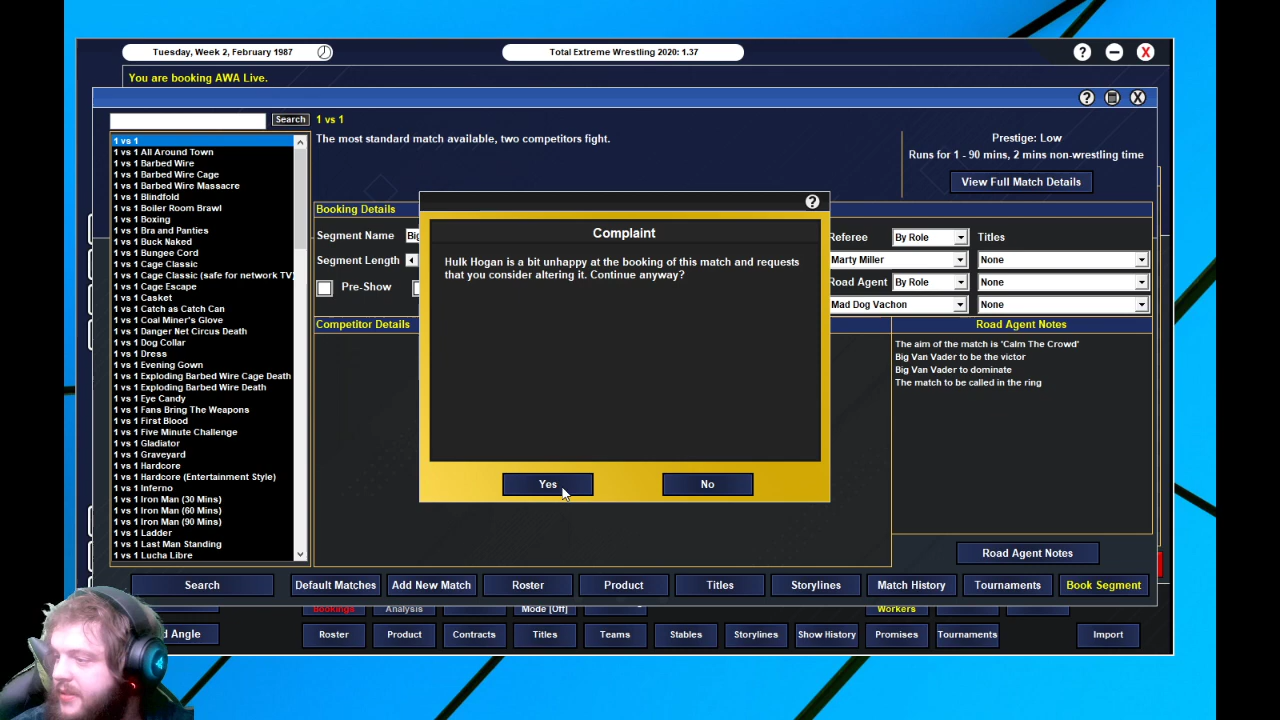 Tuesday, Week 2, February 1987
Total Extreme Wrestling 2020: 1.37
?
X
You are booking AWA Live.
?
X
Search
1 vs 1
The most standard match available, two competitors fight.
Prestige: Low
Runs for 1 - 90 mins, 2 mins non-wrestling time
View Full Match Details
1 vs 1
1 vs 1 All Around Town
1 vs 1 Barbed Wire
1 vs 1 Barbed Wire Cage
1 vs 1 Barbed Wire Massacre
1 vs 1 Blindfold
1 vs 1 Boiler Room Brawl
1 vs 1 Boxing
1 vs 1 Bra and Panties
1 vs 1 Buck Naked
1 vs 1 Bungee Cord
1 vs 1 Cage Classic
1 vs 1 Cage Classic (safe for network TV)
1 vs 1 Cage Escape
1 vs 1 Casket
1 vs 1 Catch as Catch Can
1 vs 1 Coal Miner's Glove
1 vs 1 Danger Net Circus Death
1 vs 1 Dog Collar
1 vs 1 Dress
1 vs 1 Evening Gown
1 vs 1 Exploding Barbed Wire Cage Death
1 vs 1 Exploding Barbed Wire Death
1 vs 1 Eye Candy
1 vs 1 Fans Bring The Weapons
1 vs 1 First Blood
1 vs 1 Five Minute Challenge
1 vs 1 Gladiator
1 vs 1 Graveyard
1 vs 1 Hardcore
1 vs 1 Hardcore (Entertainment Style)
1 vs 1 Inferno
1 vs 1 Iron Man (30 Mins)
1 vs 1 Iron Man (60 Mins)
1 vs 1 Iron Man (90 Mins)
1 vs 1 Ladder
1 vs 1 Last Man Standing
1 vs 1 Lucha Libre
Booking Details
Segment Name
Big
Segment Length
Pre-Show
Competitor Details
?
Complaint
Hulk Hogan is a bit unhappy at the booking of this match and requests
that you consider altering it. Continue anyway?
Yes
No
Referee
By Role
Titles
Marty Miller
None
Road Agent
By Role
None
Mad Dog Vachon
None
Road Agent Notes
The aim of the match is 'Calm The Crowd'
Big Van Vader to be the victor
Big Van Vader to dominate
The match to be called in the ring
Road Agent Notes
Search
Default Matches
Add New Match
Roster
Product
Titles
Storylines
Match History
Tournaments
Book Segment
Bookings
Analysis
Mode [Off]
Workers
d Angle
Roster
Product
Contracts
Titles
Teams
Stables
Storylines
Show History
Promises
Tournaments
Import